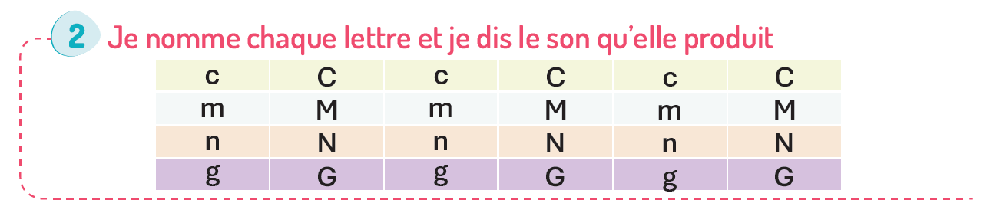 2 Je nomme chaque lettre et je dis le son qu'elle produit
c C c C c C
m M m M m M
n N n N n N
g G g G g G